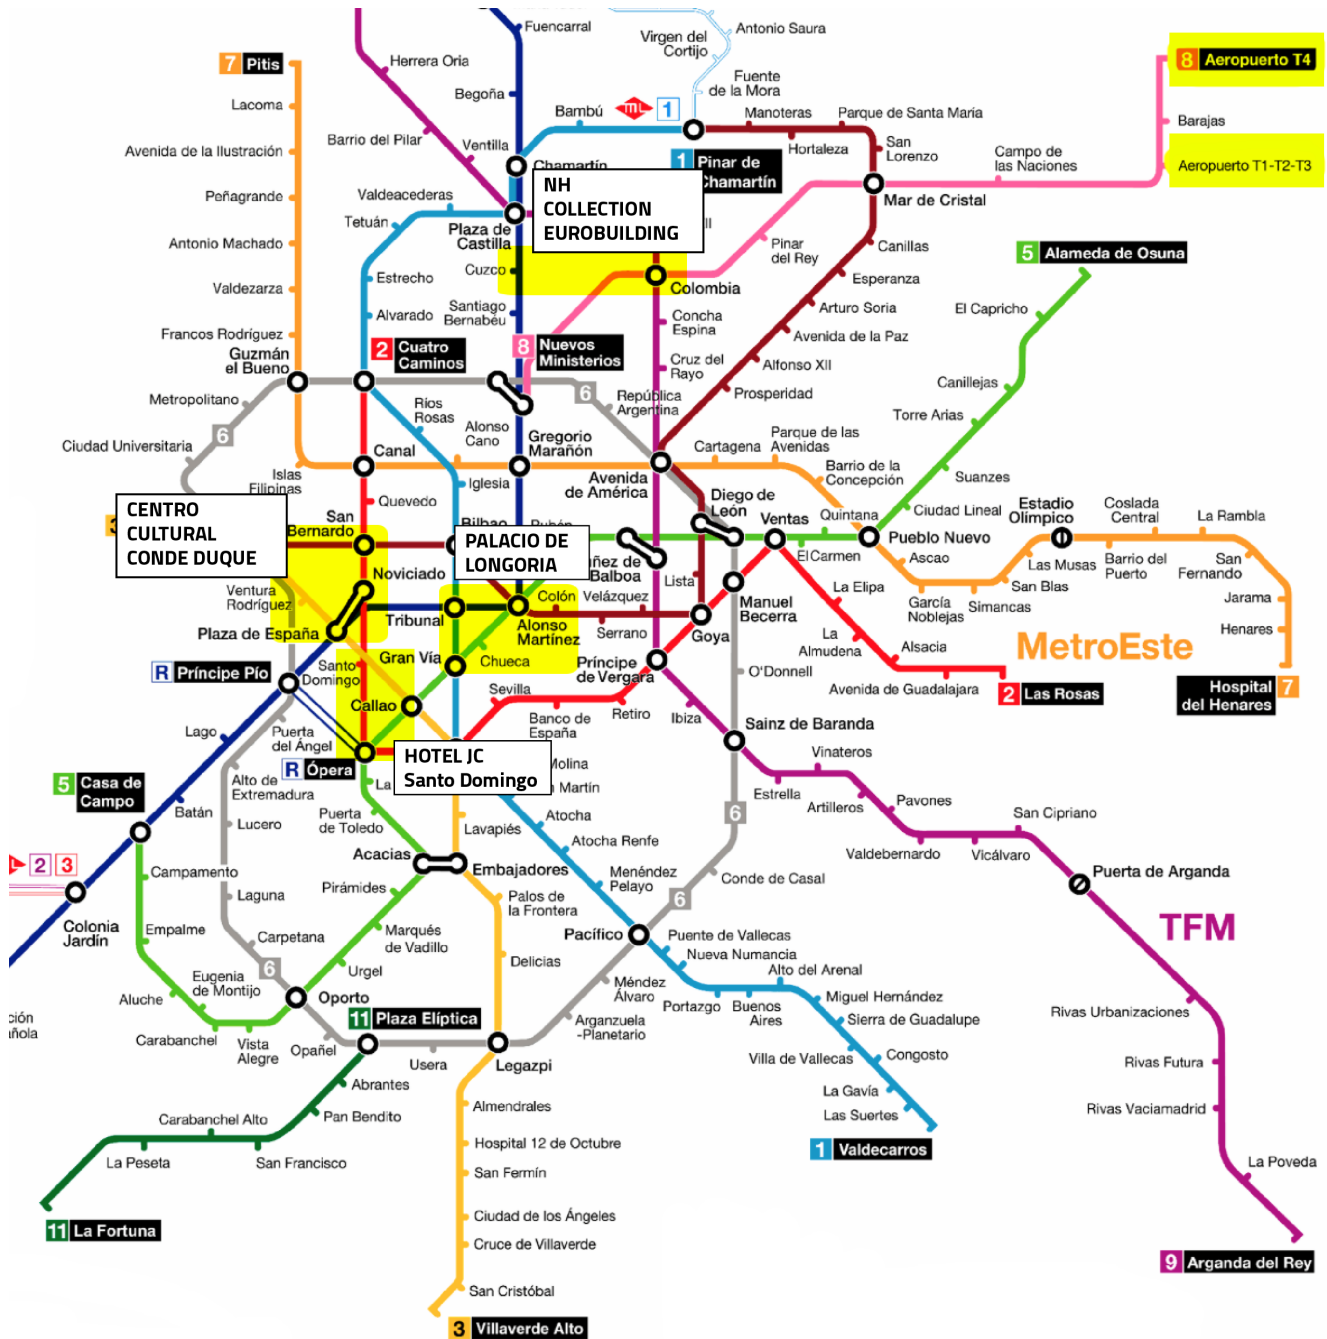 Fuencarral
Herrera Oria
Virgen del
Cortijo
Antonio Saura
7 Pitis
8 Aeropuerto T4
Fuente
de la Mora
Lacoma
Begoña
Bambú
mL 1
Manoteras
Parque de Santa Maria
Barajas
Barrio del Pilar
Ventilla
Hortaleza
San
Lorenzo
Avenida de la Ilustración
Chamartín
1 Pinar de
Chamartín
Campo de
las Naciones
Aeropuerto T1-T2-T3
Peñagrande
Valdeacederas
NH
COLLECTION
EUROBUILDING
Mar de Cristal
Tetuán
Plaza de
Castilla
II
Antonio Machado
Pinar
del Rey
Canillas
5 Alameda de Osuna
Estrecho
Cuzco
Esperanza
Valdezarza
Colombia
Alvarado
Santiago
Bernabéu
Concha
Espina
Arturo Soria
El Capricho
Francos Rodríguez
Avenida de la Paz
Guzmán
el Bueno
2 Cuatro
Caminos
8 Nuevos
Ministerios
Cruz del
Rayo
Alfonso XII
Canillejas
Metropolitano
6
República
Argentina
Prosperidad
Ríos
Rosas
Torre Arias
6
Ciudad Universitaria
Alonso
Cano
Gregorio
Marañón
Canal
Cartagena
Parque de las
Avenidas
Islas
Filipinas
Iglesia
Avenida
de América
Barrio de la
Concepción
Suanzes
Quevedo
Diego de
León
Ciudad Lineal
Estadio
Olímpico
Coslada
Central
La Rambla
CENTRO
CULTURAL
CONDE DUQUE
3
San
Bernardo
Bilbao
Rubén
PALACIO DE
LONGORIA
Ventas
Quintana
Pueblo Nuevo
El Carmen
Ascao
Las Musas
Barrio del
Puerto
San
Fernando
Noviciado
ñez de
Balboa
Lista
La Elipa
San Blas
García
Noblejas
Simancas
Jarama
Ventura
Rodríguez
Colón
Velázquez
Manuel
Becerra
Henares
Plaza de España
Tribunal
Alonso
Martínez
Serrano
Goya
La
Almudena
Alsacia
MetroEste
R Príncipe Pío
Santo
Domingo
Gran Vía
Chueca
Príncipe
de Vergara
O'Donnell
Avenida de Guadalajara
2 Las Rosas
Hospital
del Henares
7
Callao
Sevilla
Banco de
España
Retiro
Ibiza
Lago
Puerta
del Ángel
Sainz de Baranda
R Ópera
HOTEL JC
Santo Domingo
Molina
n Martín
La
Vinateros
5 Casa de
Campo
Alto de
Extremadura
Estrella
Artilleros
Pavones
Batán
Lucero
Puerta
de Toledo
Lavapiés
Atocha
6
San Cipriano
Acacias
Embajadores
Atocha Renfe
Valdebernardo
Vicálvaro
2 3
Campamento
Menéndez
Pelayo
Conde de Casal
Puerta de Arganda
Laguna
Pirámides
Palos de
la Frontera
6
Colonia
Jardín
Empalme
Carpetana
Marqués
de Vadillo
Pacífico
Puente de Vallecas
TFM
Nueva Numancia
Eugenia
de Montijo
6
Urgel
Delicias
Alto del Arenal
Aluche
Oporto
Méndez
Álvaro
Portazgo
Buenos
Aires
Miguel Hernández
ción
añola
11 Plaza Elíptica
Arganzuela
-Planetario
Sierra de Guadalupe
Rivas Urbanizaciones
Carabanchel
Vista
Alegre
Opañel
Usera
Legazpi
Villa de Vallecas
Congosto
Rivas Futura
Abrantes
La Gavía
Carabanchel Alto
Pan Bendito
Almendrales
Las Suertes
Rivas Vaciamadrid
La Peseta
San Francisco
Hospital 12 de Octubre
1 Valdecarros
San Fermín
La Poveda
11 La Fortuna
Ciudad de los Ángeles
Cruce de Villaverde
9 Arganda del Rey
San Cristóbal
3 Villaverde Alto